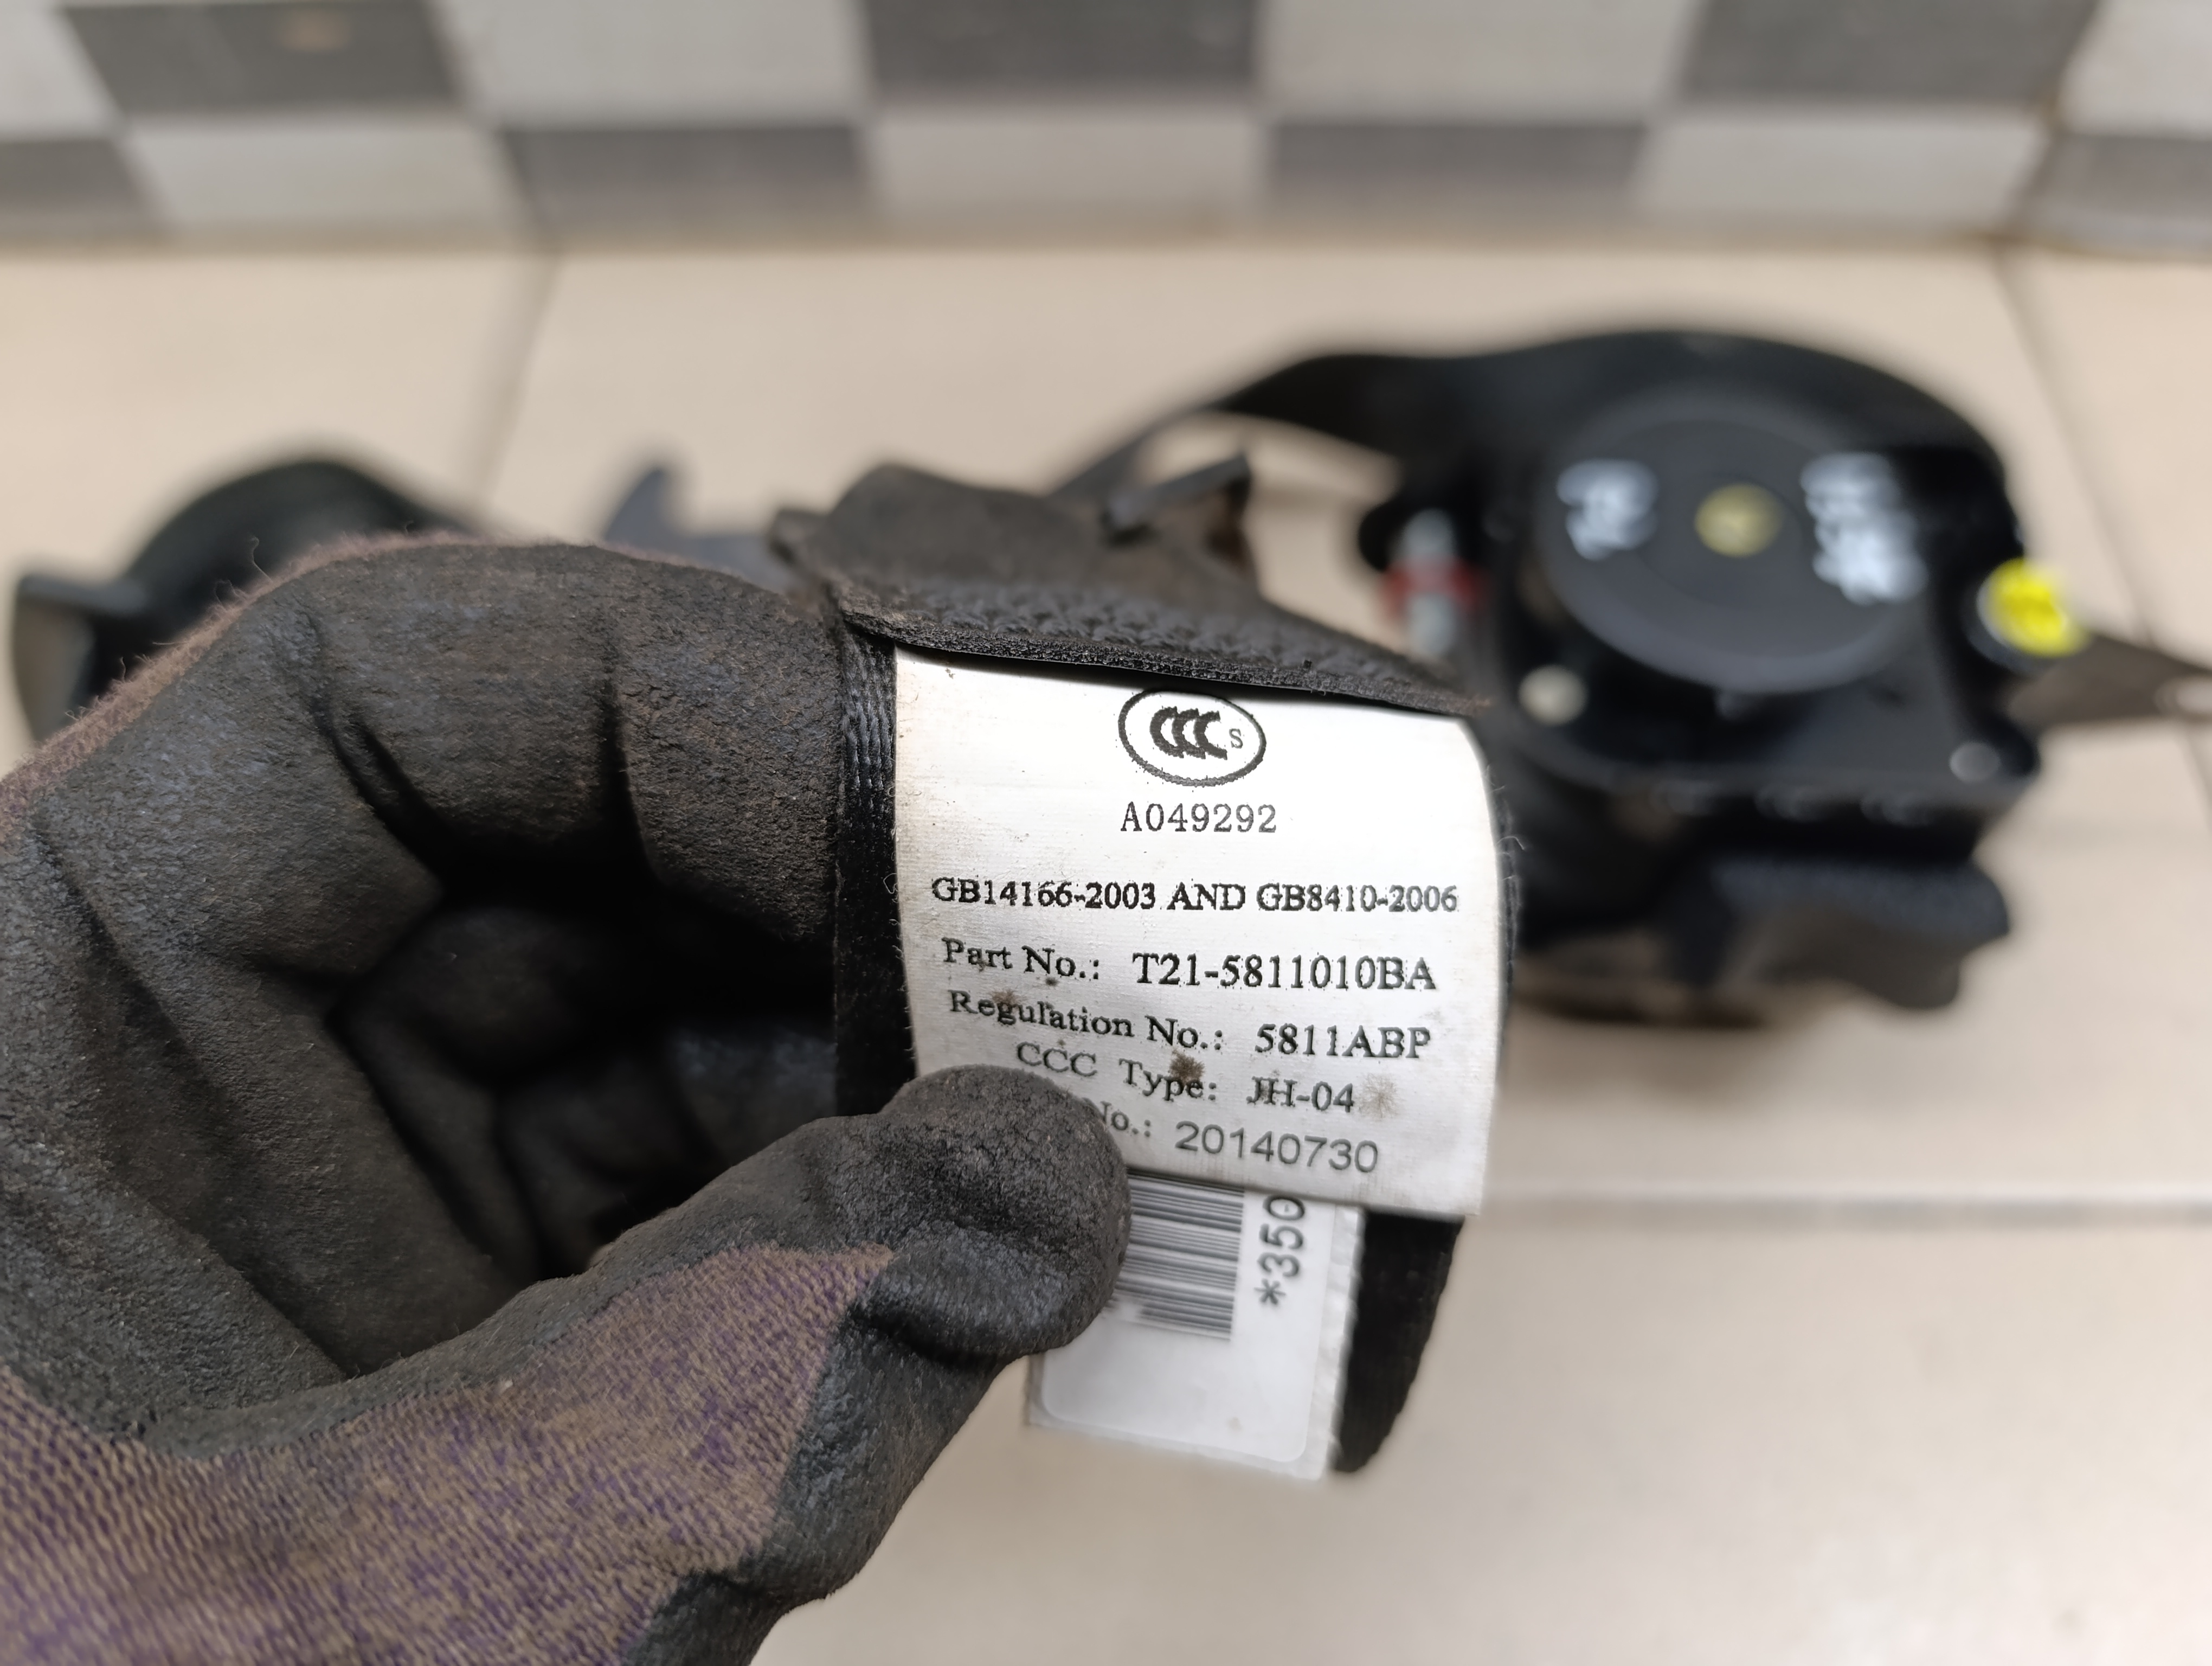 CCC S
A049292
GB14166-2003 AND GB8410-2006
Part No.: T21-5811010BA
Regulation No.: 5811ABP
CCC Type: JH-04
No.: 20140730
*350